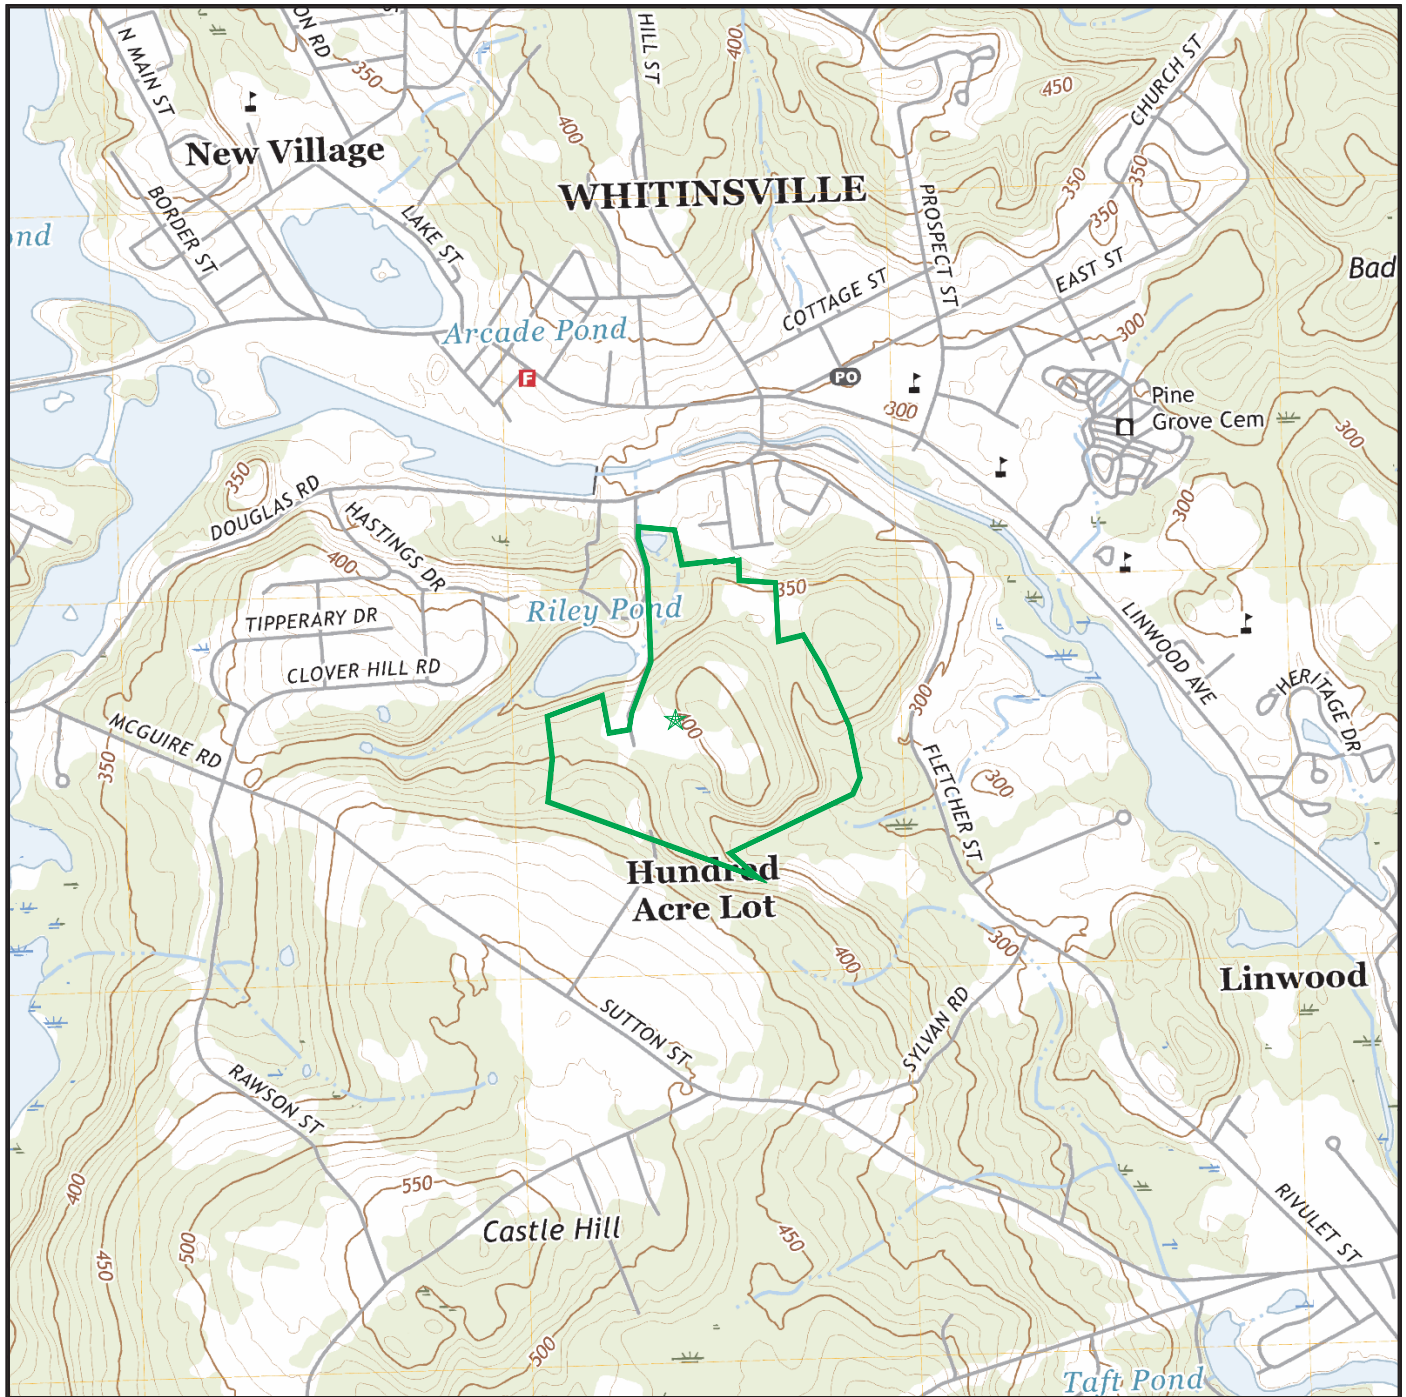 N MAIN ST
ON RD
350
HILL ST
400
450
CHURCH ST
New Village
400
WHITINSVILLE
350
350
350
BORDER ST
LAKE ST
PROSPECT ST
ond
COTTAGE ST
EAST ST
Bad
Arcade Pond
300
F
PO
300
Pine
Grove Cem
300
350
DOUGLAS RD
HASTINGS DR
300
400
350
Riley Pond
TIPPERARY DR
CLOVER HILL RD
LINWOOD AVE
HERITAGE DR
300
MCGUIRE RD
350
400
FLETCHER ST
300
Hundred
Acre Lot
300
400
Linwood
SUTTON ST
SYLVAN RD
RAWSON ST
400
550
Castle Hill
500
450
450
RIVULET ST
500
Taft Pond